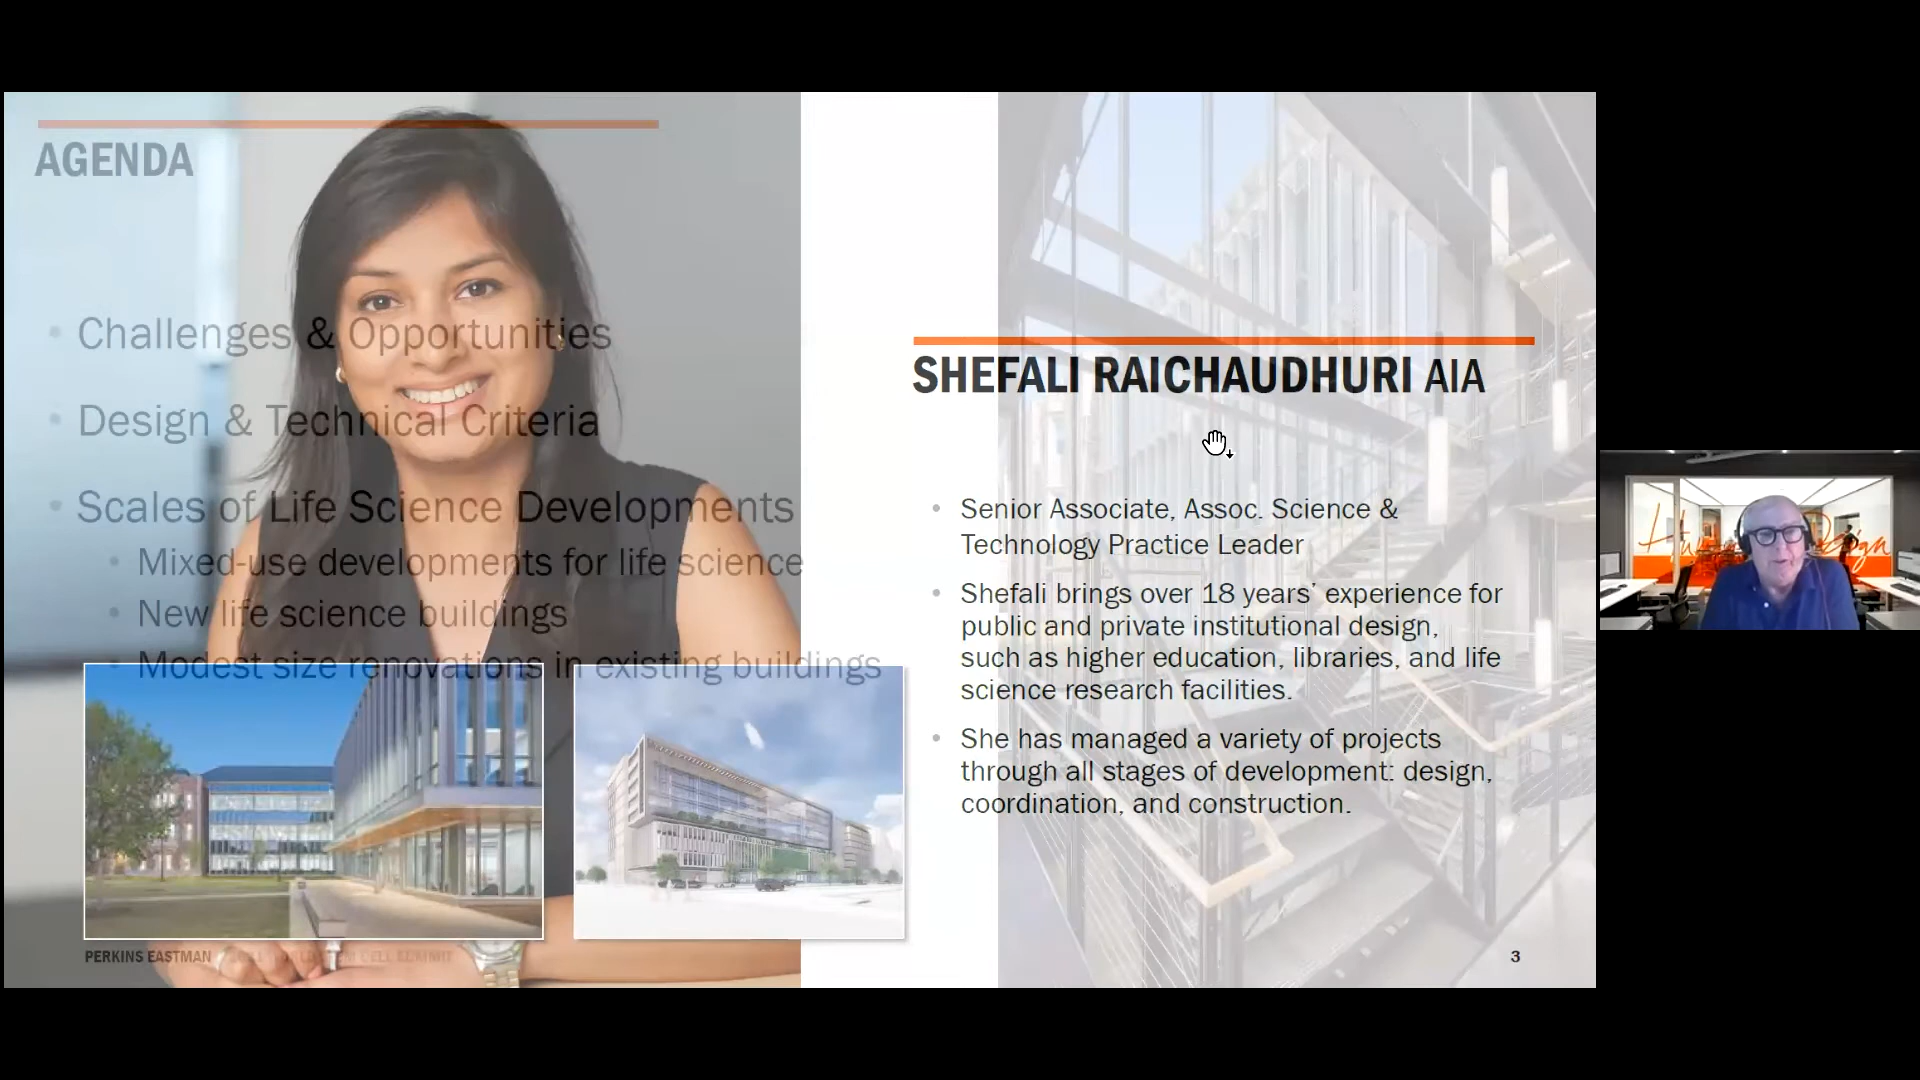 AGENDA
• Challenges & Opportunities
• Design & Technical Criteria
• Scales of Life Science Developments
• Mixed-use developments for life science
• New life science buildings
• Modest size renovations in existing buildings
PERKINS EASTMAN
SHEFALI RAICHAUDHURI AIA
• Senior Associate, Assoc. Science &
Technology Practice Leader
• Shefali brings over 18 years’ experience for
public and private institutional design,
such as higher education, libraries, and life
science research facilities.
• She has managed a variety of projects
through all stages of development: design,
coordination, and construction.
3